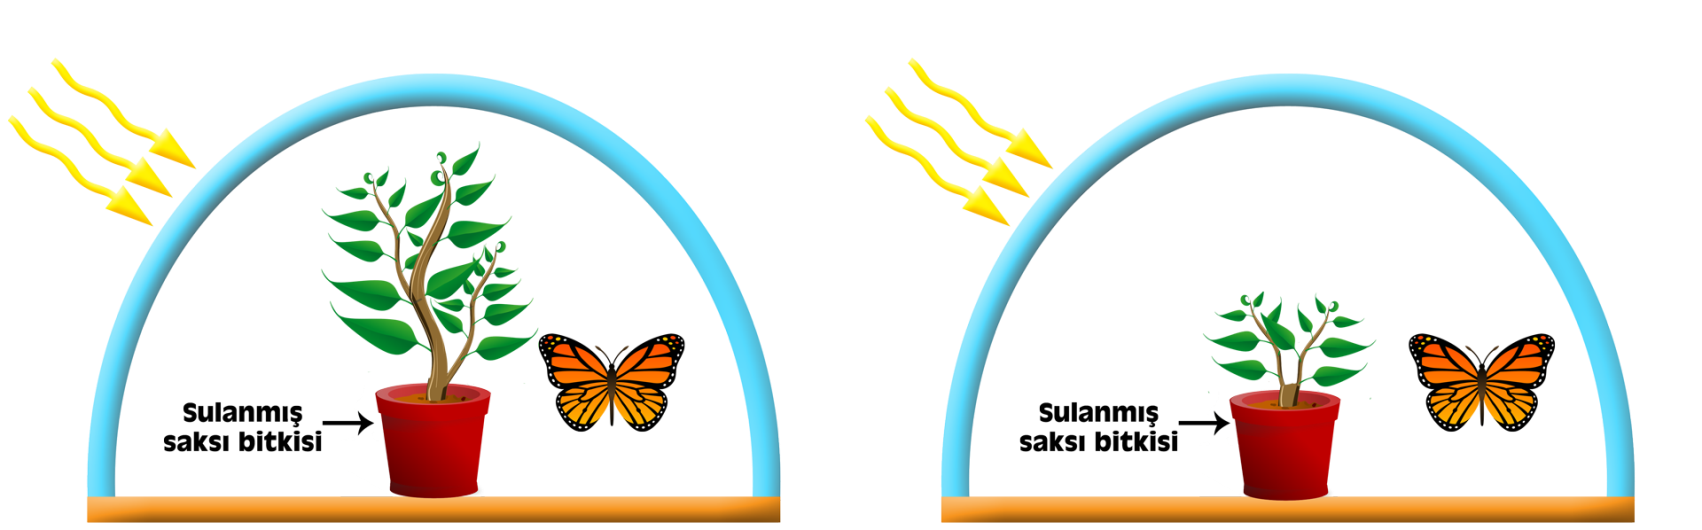 Sulanmış
saksı bitkisi
Sulanmış
saksı bitkisi